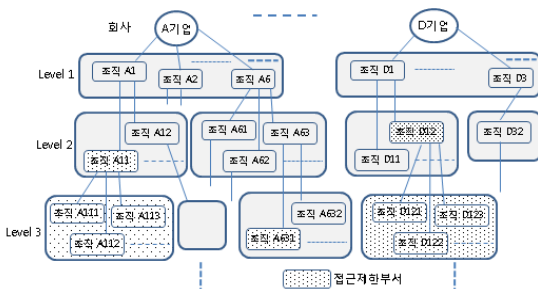 회사
A기업
D기업
Level 1
조직 A1
조직 A2
조직 A6
조직 D1
조직 D3
Level 2
조직 A12
조직 A11
조직 A61
조직 A63
조직 A62
조직 D12
조직 D11
조직 D32
Level 3
조직 A111
조직 A113
조직 A112
조직 A632
조직 A631
조직 D121
조직 D123
조직 D122
접근제한부서